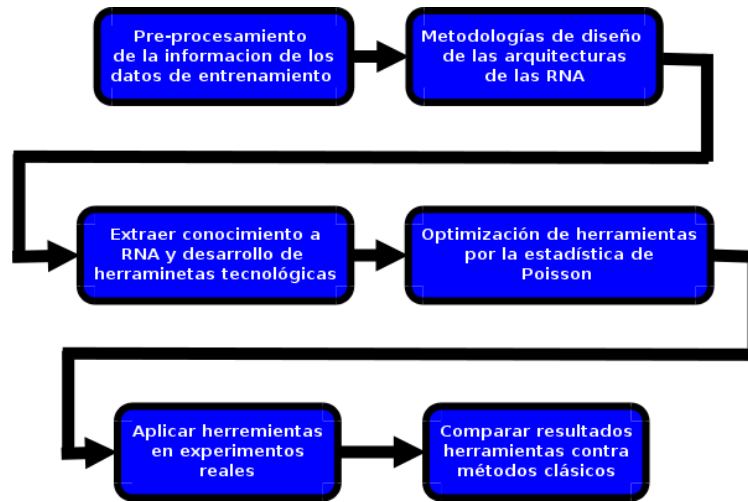 Pre-procesamiento
de la informacion de los
datos de entrenamiento
Metodologías de diseño
de las arquitecturas
de las RNA
Extraer conocimiento a
RNA y desarrollo de
herraminetas tecnológicas
Optimización de herramientas
por la estadística de
Poisson
Aplicar herremientas
en experimentos
reales
Comparar resultados
herramientas contra
métodos clásicos